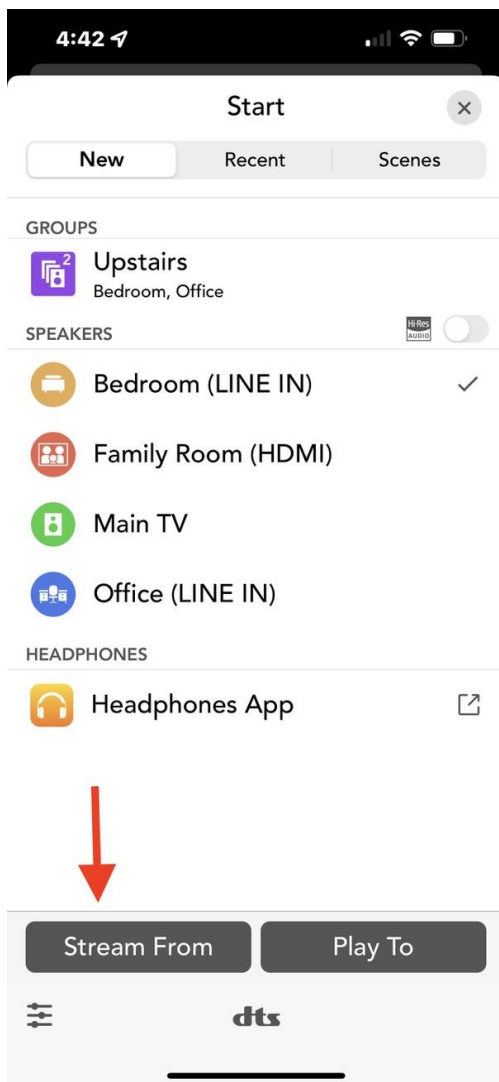 4:42
Start
New Recent Scenes
GROUPS
2
Upstairs
Bedroom, Office
SPEAKERS Hi-Res AUDIO
Bedroom (LINE IN)
Family Room (HDMI)
Main TV
Office (LINE IN)
HEADPHONES
Headphones App
Stream From Play To
dts